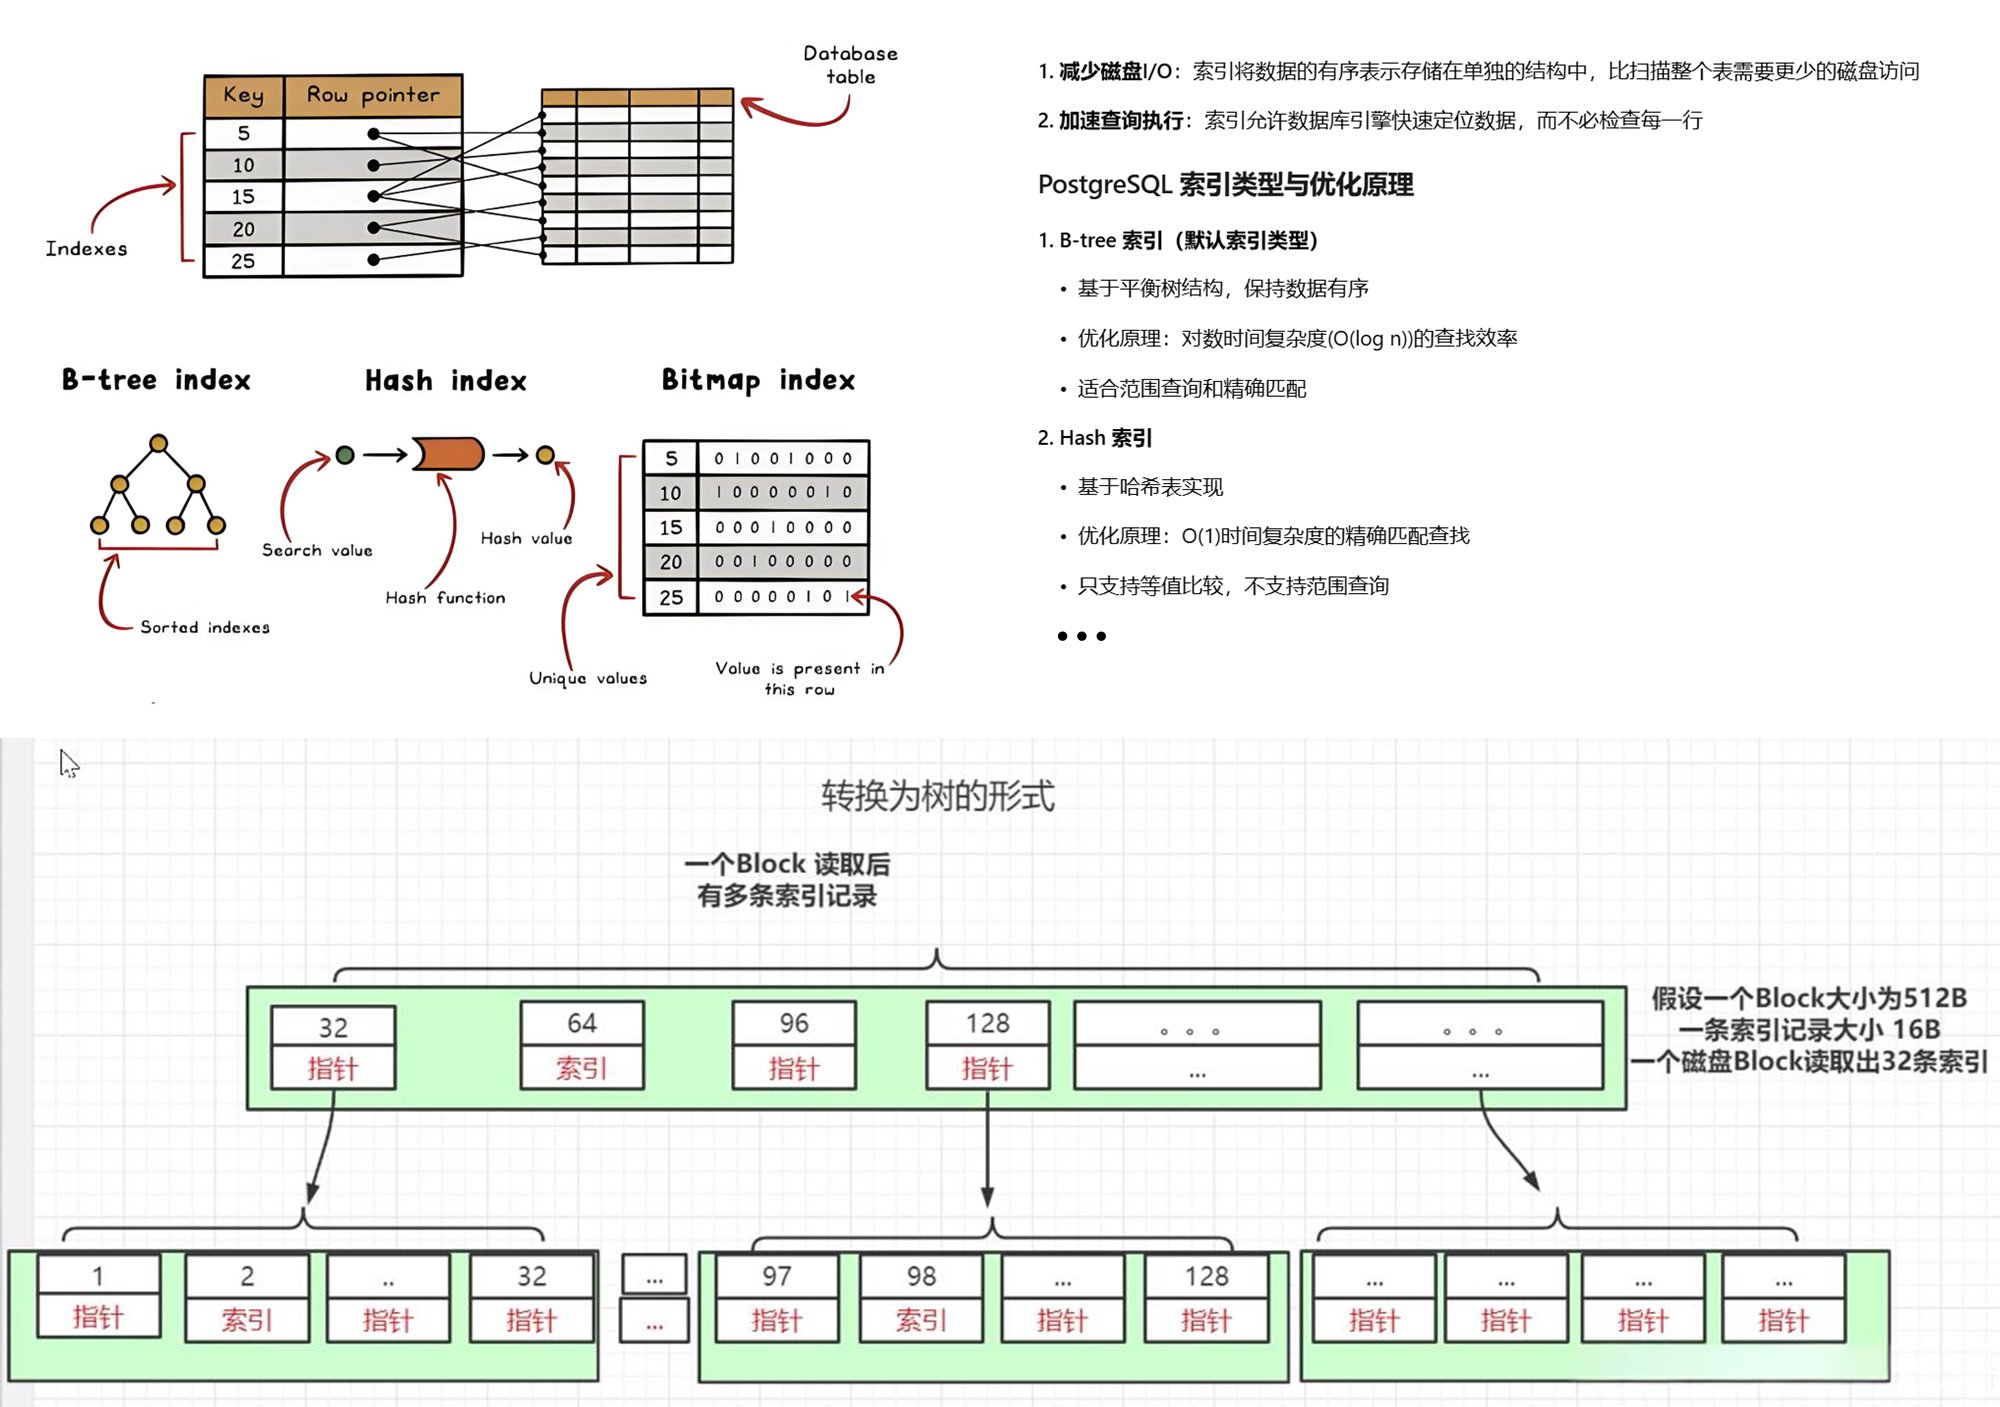 Database
table
Key Row pointer
5
10
15
20
25
Indexes
B-tree index
Sorted indexes
Hash index
Search value
Hash value
Hash function
Bitmap index
5 0 1 0 0 1 0 0 0
10 1 0 0 0 0 0 1 0
15 0 0 0 1 0 0 0 0
20 0 0 1 0 0 0 0 0
25 0 0 0 0 0 1 0 1
Unique values
Value is present in
this row
1. 减少磁盘I/O：索引将数据的有序表示存储在单独的结构中，比扫描整个表需要更少的磁盘访问
2. 加速查询执行：索引允许数据库引擎快速定位数据，而不必检查每一行
PostgreSQL 索引类型与优化原理
1. B-tree 索引（默认索引类型）
• 基于平衡树结构，保持数据有序
• 优化原理：对数时间复杂度(O(log n))的查找效率
• 适合范围查询和精确匹配
2. Hash 索引
• 基于哈希表实现
• 优化原理：O(1)时间复杂度的精确匹配查找
• 只支持等值比较，不支持范围查询
•••
转换为树的形式
一个Block 读取后
有多条索引记录
32 64 96 128 。。。 。。。
指针 索引 指针 指针 ... ...
假设一个Block大小为512B
一条索引记录大小 16B
一个磁盘Block读取出32条索引
1 2 .. 32 ... 97 98 ... 128 ... ... ... ...
指针 索引 指针 指针 ... 指针 索引 指针 指针 指针 指针 指针 指针